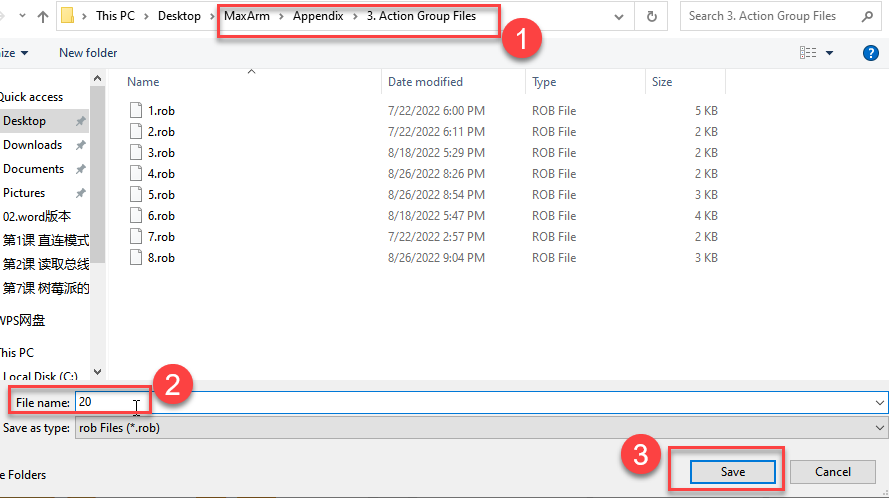 This PC > Desktop > MaxArm > Appendix > 3. Action Group Files
Search 3. Action Group Files
1
New folder
?
Name
Date modified
Type
Size
Quick access
Desktop
Downloads
Documents
Pictures
02.word版本
第1课 直连模式
第2课 读取总线
第7课 树莓派的
WPS网盘
This PC
Local Disk (C:)
1.rob 7/22/2022 6:00 PM ROB File 5 KB
2.rob 7/22/2022 6:11 PM ROB File 2 KB
3.rob 8/18/2022 5:29 PM ROB File 2 KB
4.rob 8/26/2022 8:26 PM ROB File 2 KB
5.rob 8/26/2022 8:54 PM ROB File 3 KB
6.rob 8/18/2022 5:47 PM ROB File 4 KB
7.rob 7/22/2022 2:57 PM ROB File 2 KB
8.rob 8/26/2022 9:04 PM ROB File 3 KB
2
File name: 20
Save as type: rob Files (*.rob)
3
Folders
Save
Cancel